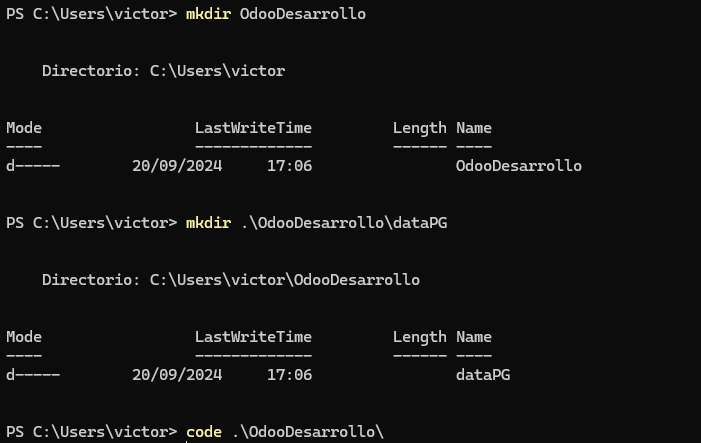 PS C:\Users\victor> mkdir OdooDesarrollo
Directorio: C:\Users\victor
Mode LastWriteTime Length Name
---- ------------- ------ ----
d----- 20/09/2024 17:06 OdooDesarrollo
PS C:\Users\victor> mkdir .\OdooDesarrollo\dataPG
Directorio: C:\Users\victor\OdooDesarrollo
Mode LastWriteTime Length Name
---- ------------- ------ ----
d----- 20/09/2024 17:06 dataPG
PS C:\Users\victor> code .\OdooDesarrollo\